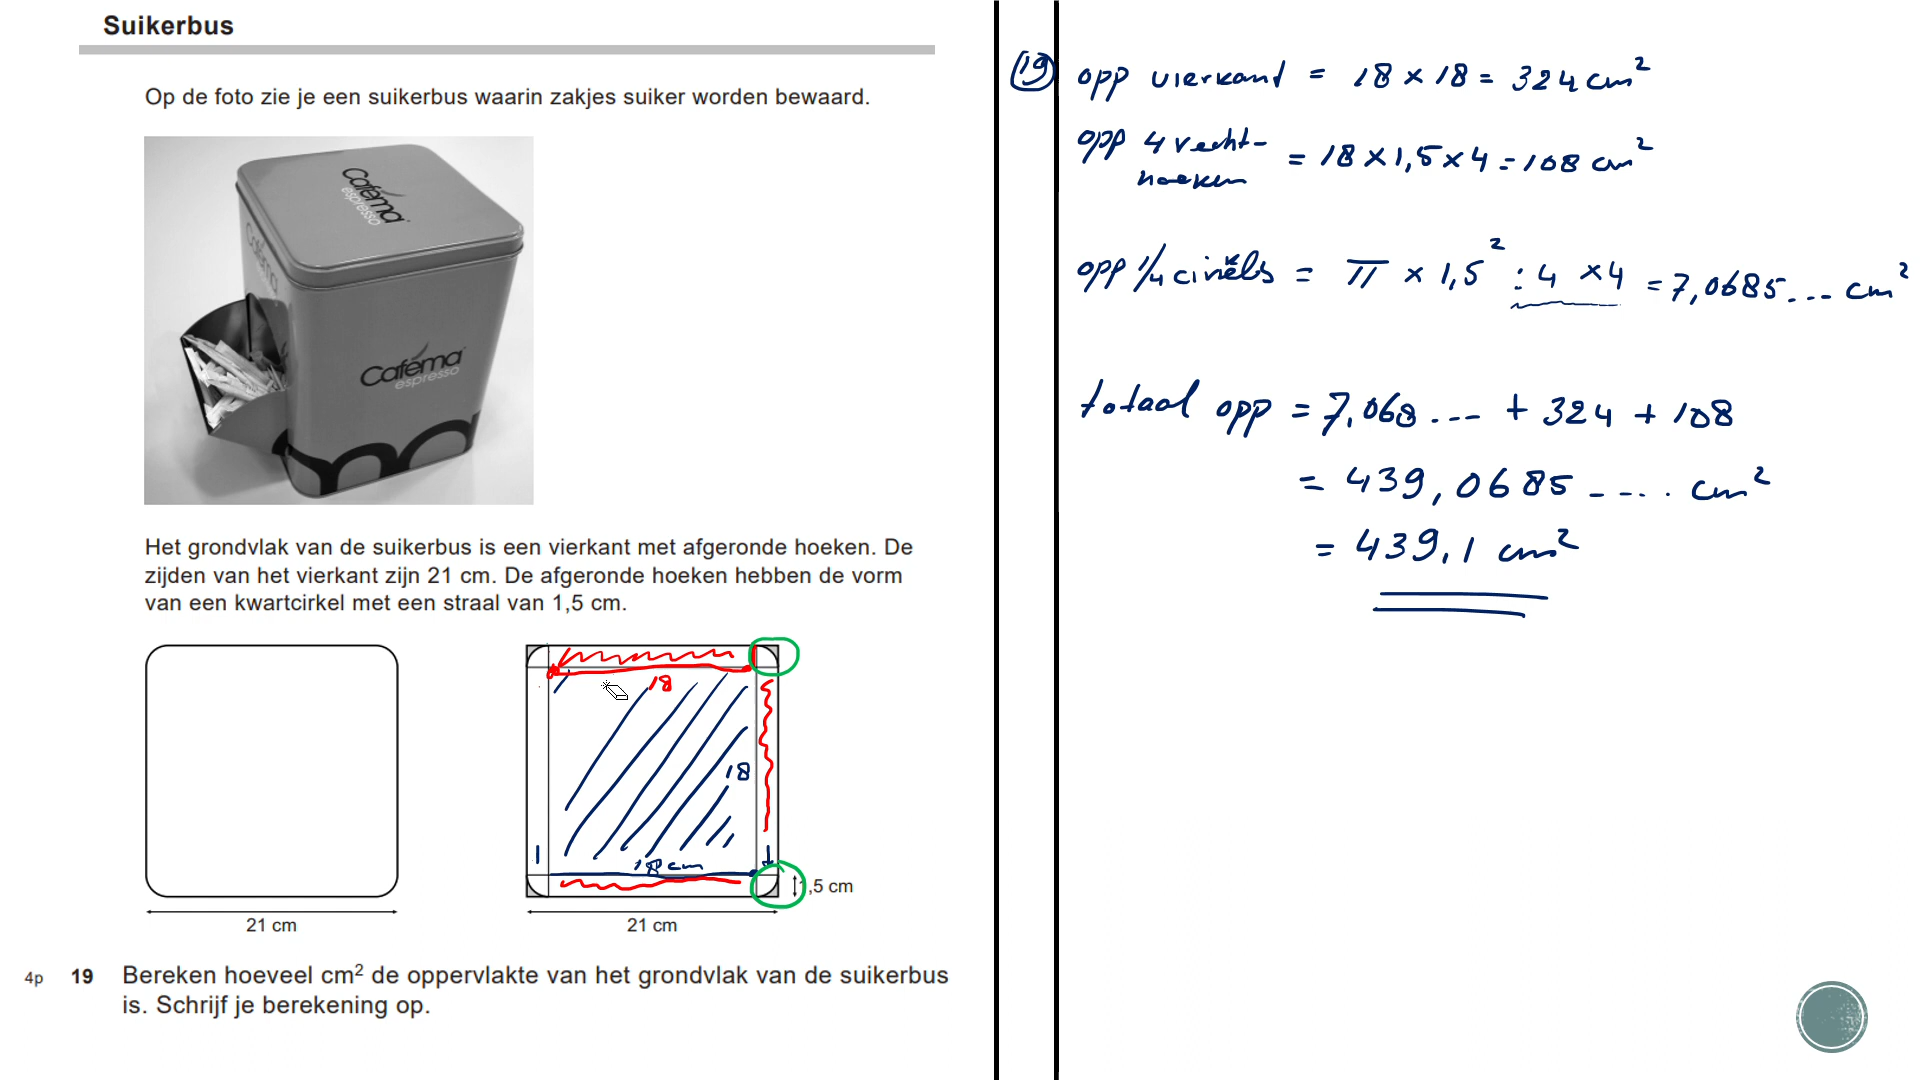 Suikerbus
Op de foto zie je een suikerbus waarin zakjes suiker worden bewaard.
Caféma
espresso
Caféma
espresso
Het grondvlak van de suikerbus is een vierkant met afgeronde hoeken. De
zijden van het vierkant zijn 21 cm. De afgeronde hoeken hebben de vorm
van een kwartcirkel met een straal van 1,5 cm.
18
18
18 cm
,5 cm
21 cm
21 cm
4p 19 Bereken hoeveel cm² de oppervlakte van het grondvlak van de suikerbus
is. Schrijf je berekening op.
19 opp vierkant = 18 × 18 = 324 cm²
opp 4 recht-
hoeken = 18 × 1,5 × 4 = 108 cm²
opp 1/4 cirkels = π × 1,5² : 4 × 4 = 7,0685... cm²
totaal opp = 7,068... + 324 + 108
= 439,0685.... cm²
= 439,1 cm²